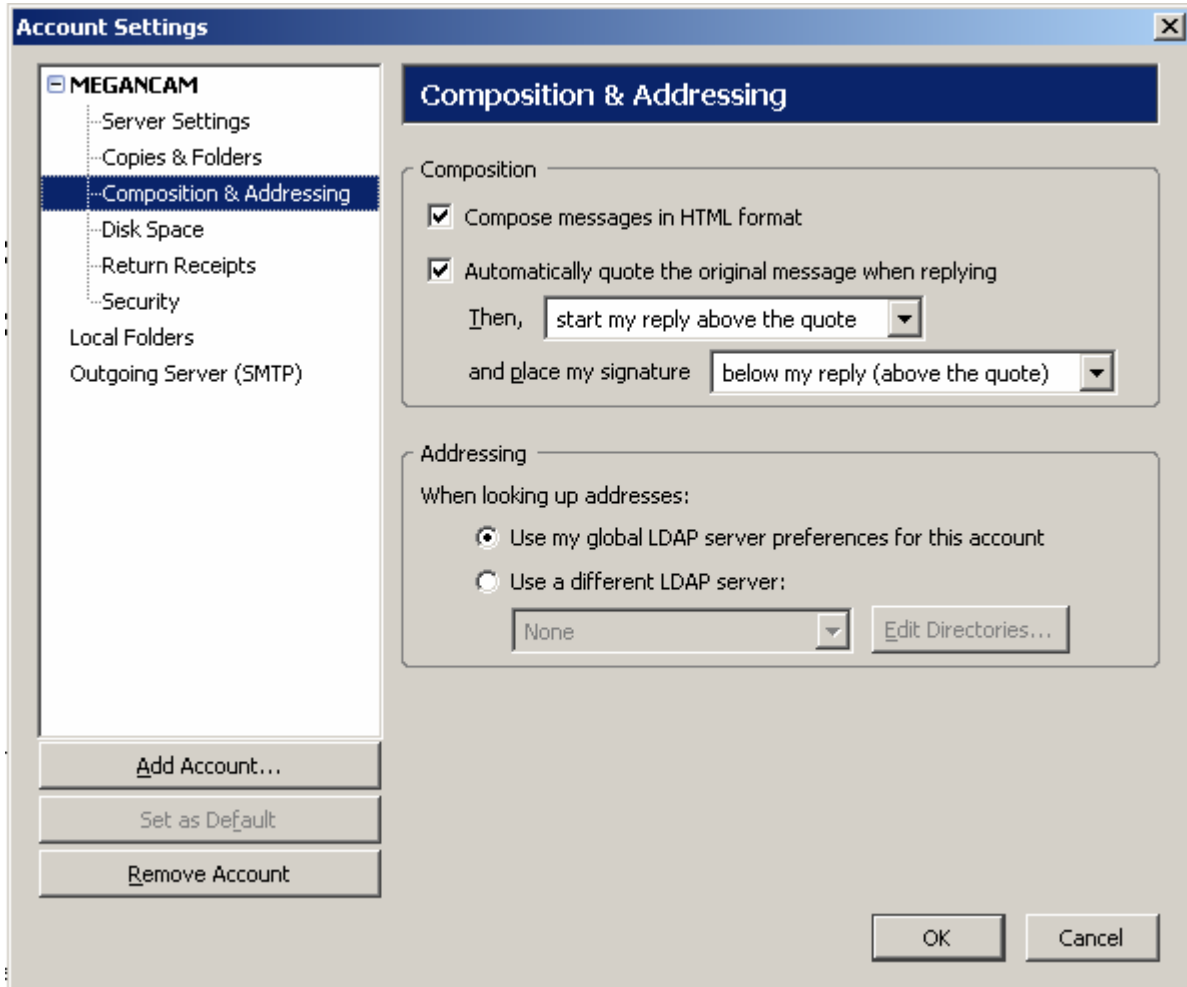 Account Settings
MEGANCAM
Server Settings
Copies & Folders
Composition & Addressing
Disk Space
Return Receipts
Security
Local Folders
Outgoing Server (SMTP)
Add Account...
Set as Default
Remove Account
Composition & Addressing
Composition
Compose messages in HTML format
Automatically quote the original message when replying
Then, start my reply above the quote
and place my signature below my reply (above the quote)
Addressing
When looking up addresses:
Use my global LDAP server preferences for this account
Use a different LDAP server:
None Edit Directories...
OK Cancel